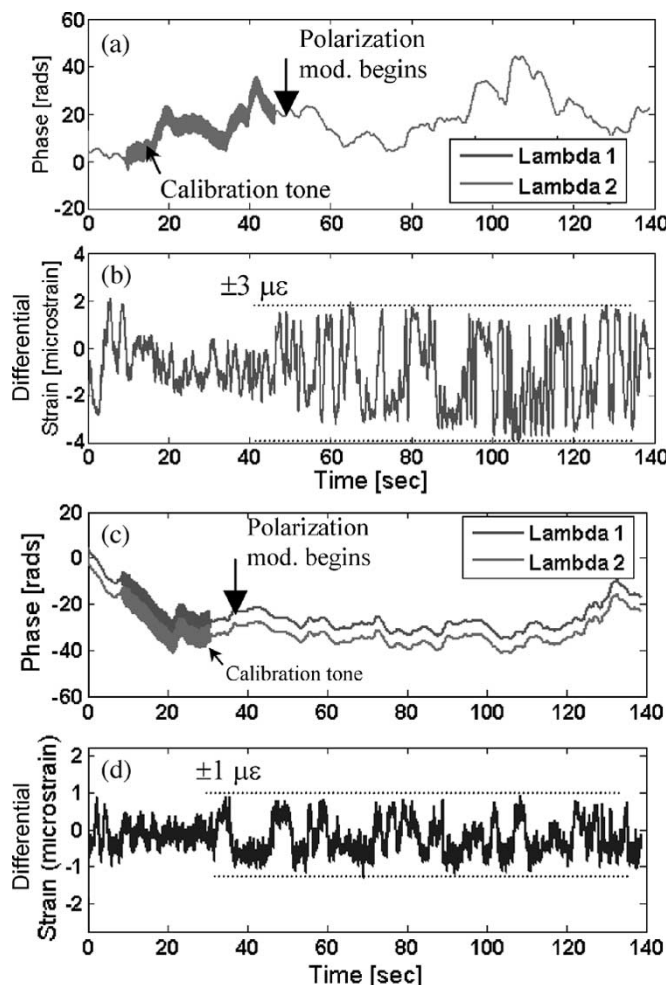 (a)
Polarization
mod. begins
Phase [rads]
60
40
20
0
-20
Calibration tone
Lambda 1
Lambda 2
0 20 40 60 80 100 120 140
(b)
±3 με
Differential
Strain [microstrain]
4
2
0
-2
-4
0 20 40 60 80 100 120 140
Time [sec]
(c)
Polarization
mod. begins
Phase [rads]
20
0
-20
-40
-60
Calibration tone
Lambda 1
Lambda 2
0 20 40 60 80 100 120 140
Time [sec]
(d)
±1 με
Differential
Strain (microstrain)
2
1
0
-1
-2
0 20 40 60 80 100 120 140
Time [sec]